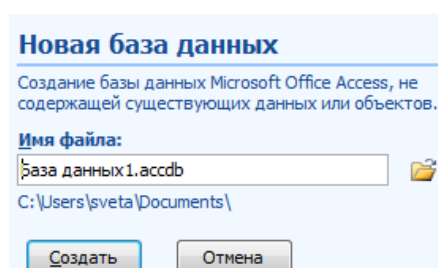 Новая база данных
Создание базы данных Microsoft Office Access, не
содержащей существующих данных или объектов.
Имя файла:
База данных1.accdb
C:\Users\sveta\Documents\
Создать Отмена